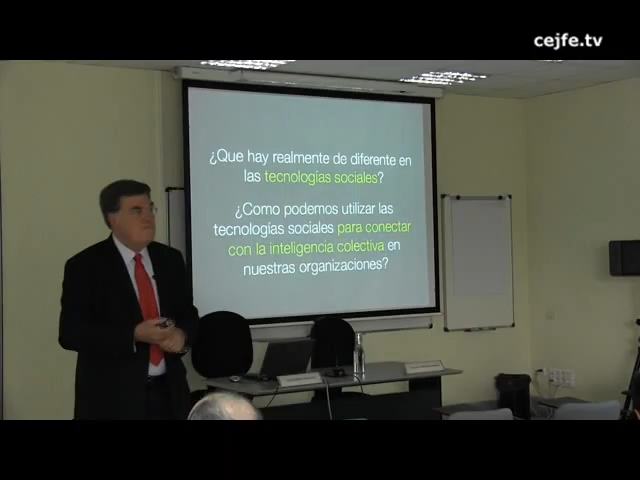 cejfe.tv
¿Que hay realmente de diferente en
las tecnologías sociales?
¿Como podemos utilizar las
tecnologías sociales para conectar
con la inteligencia colectiva en
nuestras organizaciones?